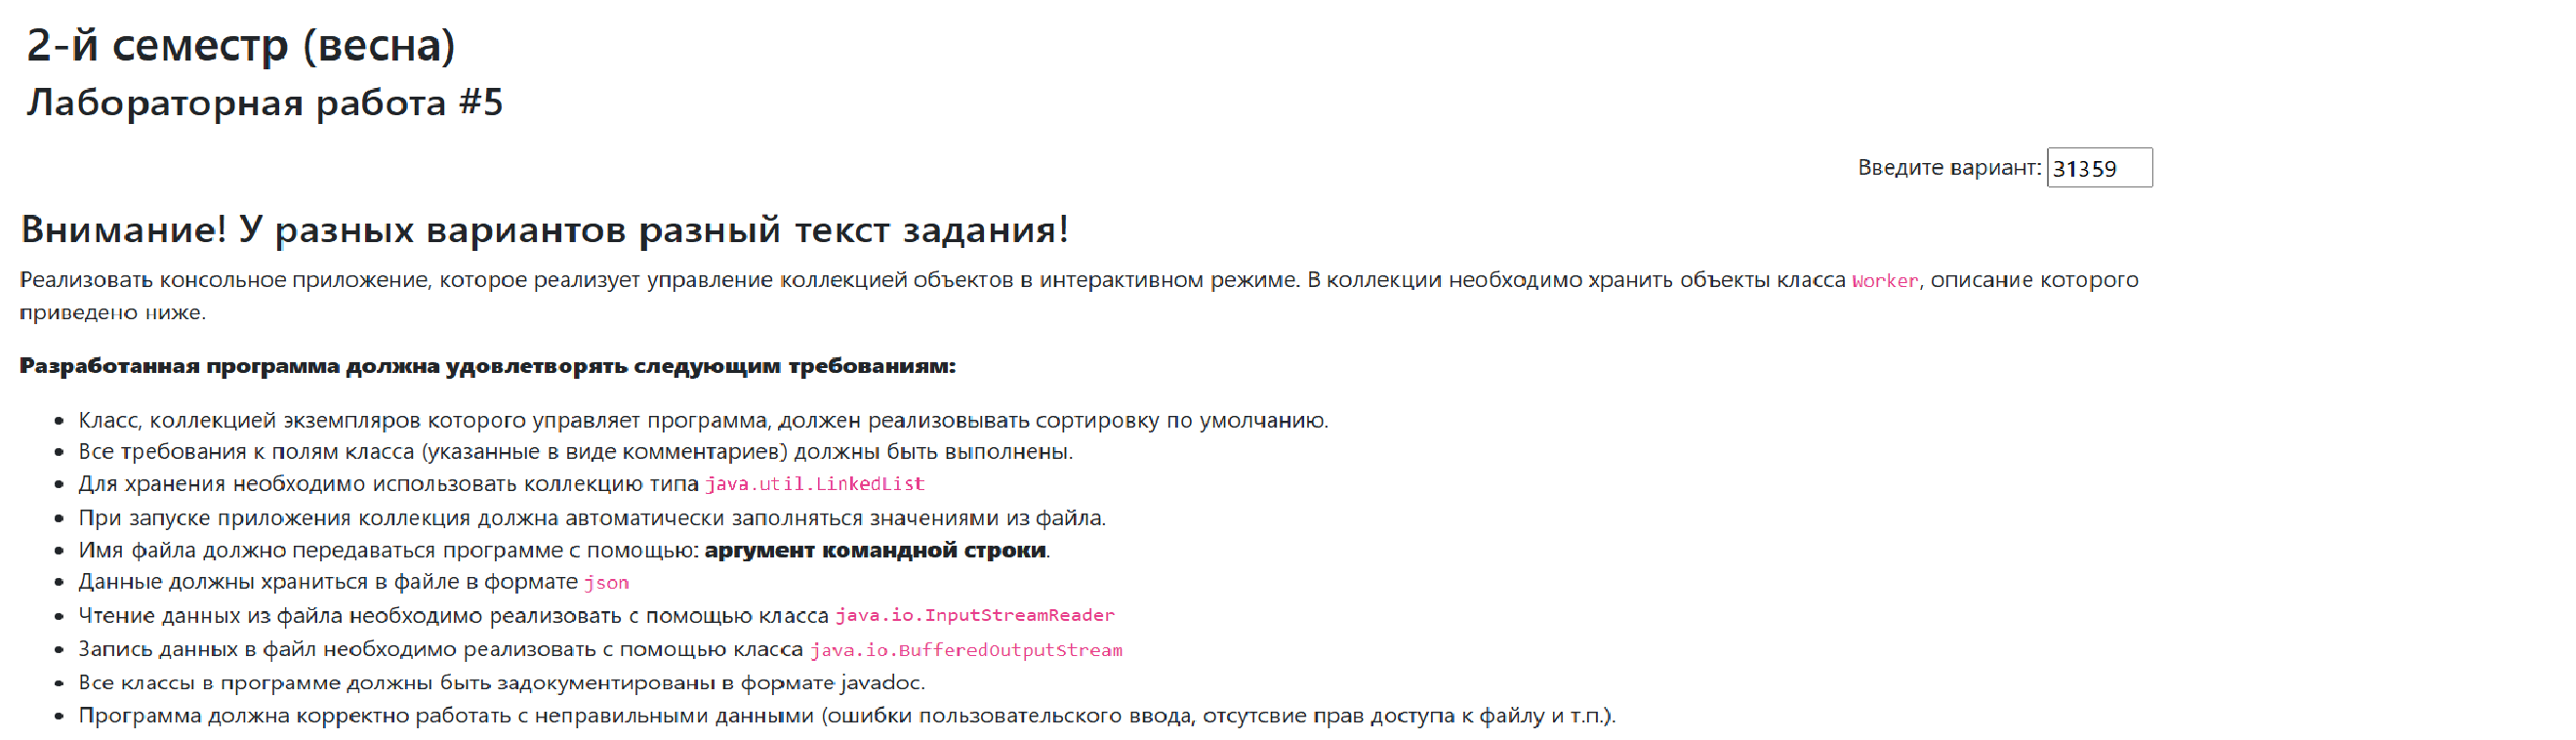 2-й семестр (весна)
Лабораторная работа #5
Введите вариант: 31359
Внимание! У разных вариантов разный текст задания!
Реализовать консольное приложение, которое реализует управление коллекцией объектов в интерактивном режиме. В коллекции необходимо хранить объекты класса Worker, описание которого
приведено ниже.
Разработанная программа должна удовлетворять следующим требованиям:
• Класс, коллекцией экземпляров которого управляет программа, должен реализовывать сортировку по умолчанию.
• Все требования к полям класса (указанные в виде комментариев) должны быть выполнены.
• Для хранения необходимо использовать коллекцию типа java.util.LinkedList
• При запуске приложения коллекция должна автоматически заполняться значениями из файла.
• Имя файла должно передаваться программе с помощью: аргумент командной строки.
• Данные должны храниться в файле в формате json
• Чтение данных из файла необходимо реализовать с помощью класса java.io.InputStreamReader
• Запись данных в файл необходимо реализовать с помощью класса java.io.BufferedOutputStream
• Все классы в программе должны быть задокументированы в формате javadoc.
• Программа должна корректно работать с неправильными данными (ошибки пользовательского ввода, отсутсвие прав доступа к файлу и т.п.).